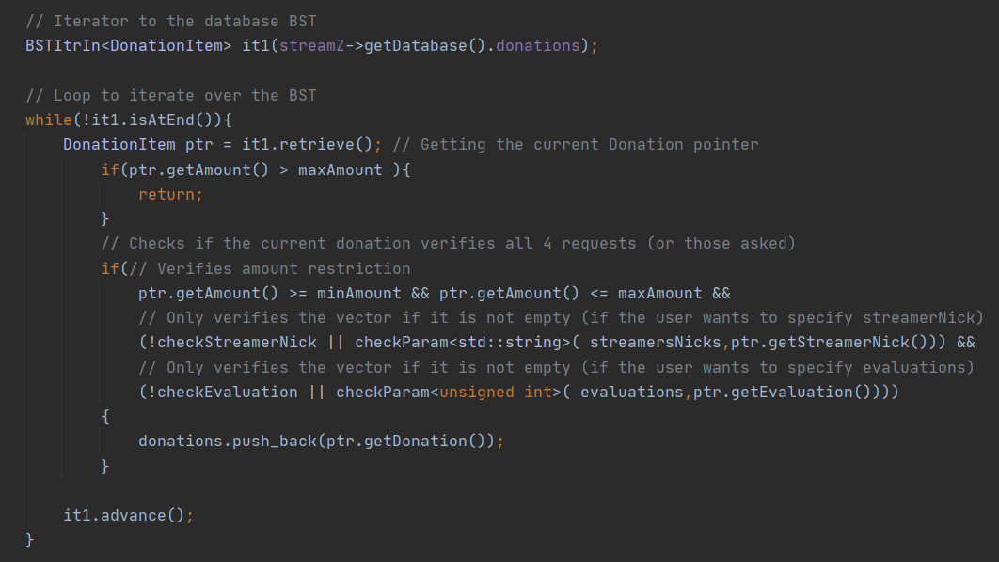 // Iterator to the database BST
BSTItrIn<DonationItem> it1(streamZ->getDatabase().donations);
// Loop to iterate over the BST
while(!it1.isAtEnd()){
DonationItem ptr = it1.retrieve(); // Getting the current Donation pointer
if(ptr.getAmount() > maxAmount ){
return;
}
// Checks if the current donation verifies all 4 requests (or those asked)
if(// Verifies amount restriction
ptr.getAmount() >= minAmount && ptr.getAmount() <= maxAmount &&
// Only verifies the vector if it is not empty (if the user wants to specify streamerNick)
(!checkStreamerNick || checkParam<std::string>( streamersNicks,ptr.getStreamerNick())) &&
// Only verifies the vector if it is not empty (if the user wants to specify evaluations)
(!checkEvaluation || checkParam<unsigned int>( evaluations,ptr.getEvaluation())))
{
donations.push_back(ptr.getDonation());
}
it1.advance();
}